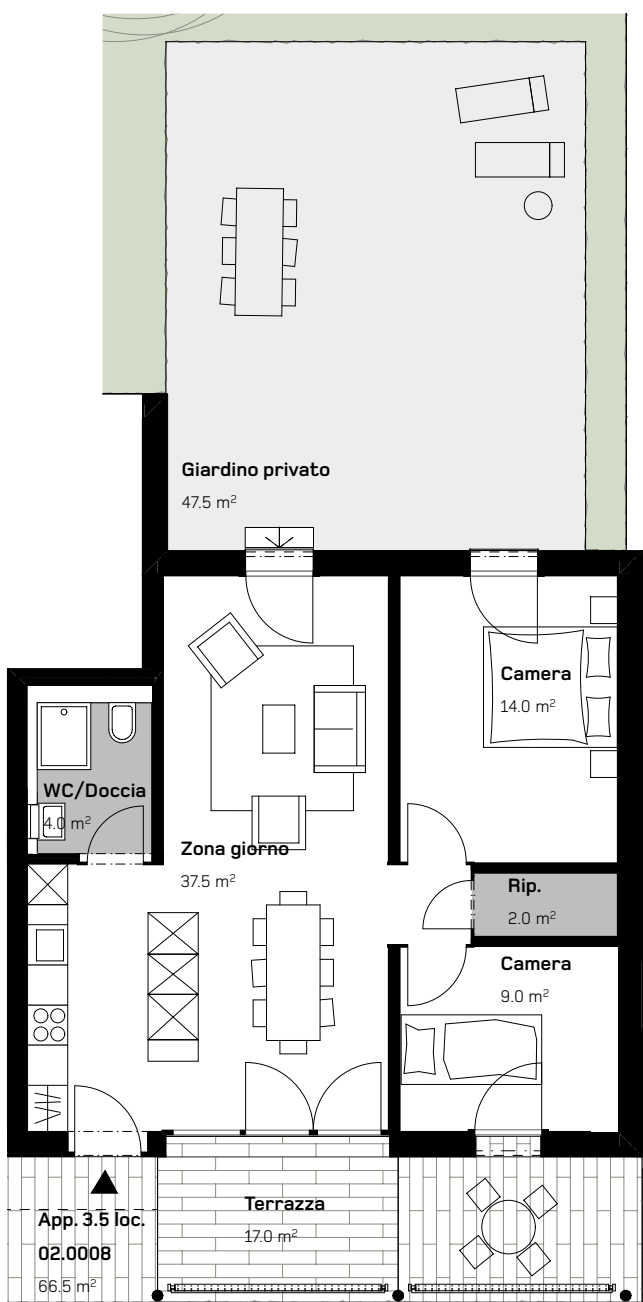 Giardino privato
47.5 m²
Camera
14.0 m²
WC/Doccia
4.0 m²
Zona giorno
37.5 m²
Rip.
2.0 m²
Camera
9.0 m²
Terrazza
17.0 m²
App. 3.5 loc.
02.0008
66.5 m²